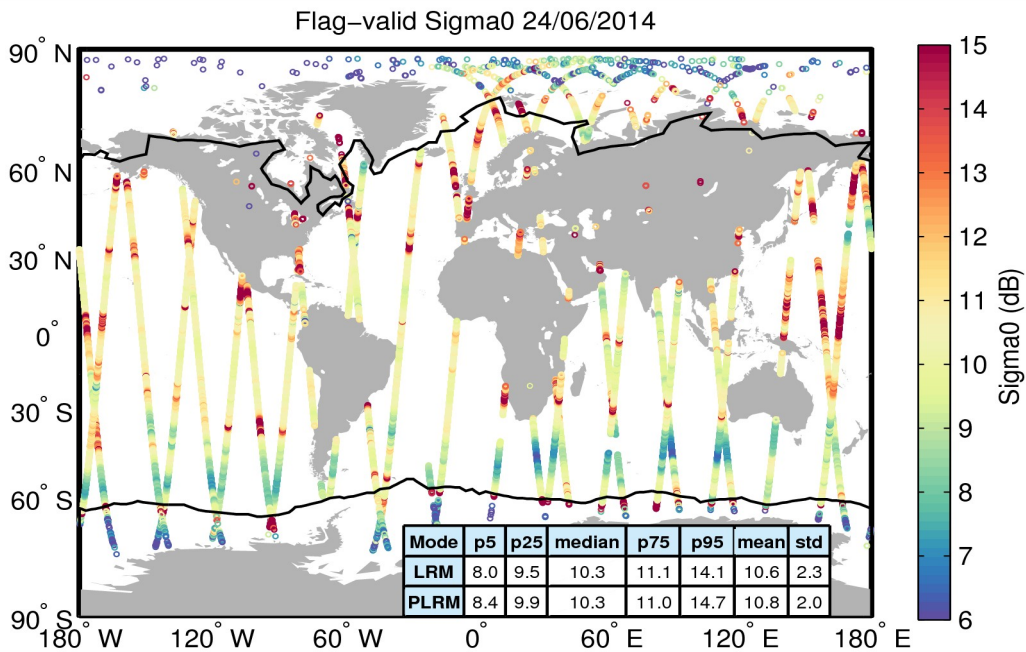 Flag−valid Sigma0 24/06/2014
90° N
60° N
30° N
0°
30° S
60° S
90° S
180° W
120° W
60° W
0°
60° E
120° E
180° E
Mode p5 p25 median p75 p95 mean std
LRM 8.0 9.5 10.3 11.1 14.1 10.6 2.3
PLRM 8.4 9.9 10.3 11.0 14.7 10.8 2.0
15
14
13
12
11
10
9
8
7
6
Sigma0 (dB)